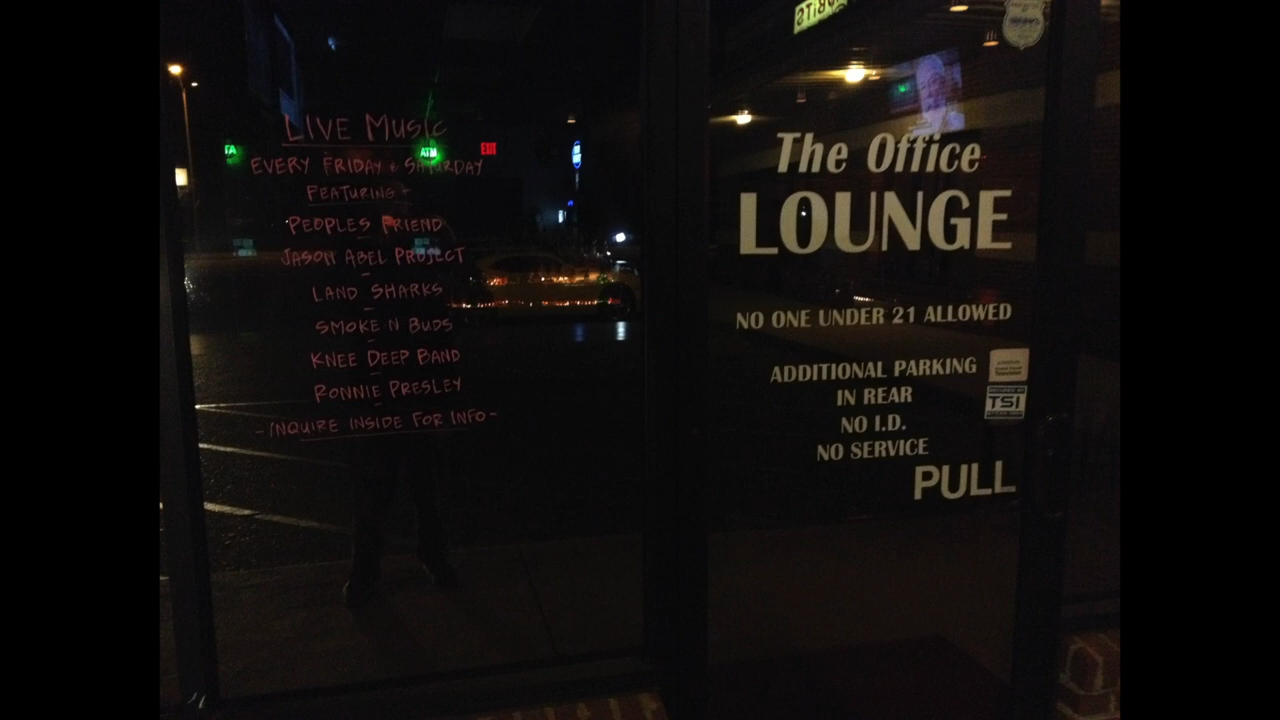 LIVE MUSIC
EVERY FRIDAY & SATURDAY
FEATURING -
PEOPLES FRIEND
JASON ABEL PROJECT
LAND SHARKS
SMOKE N BUDS
KNEE DEEP BAND
RONNIE PRESLEY
- INQUIRE INSIDE FOR INFO -
ATM
EXIT
The Office
LOUNGE
NO ONE UNDER 21 ALLOWED
ADDITIONAL PARKING
IN REAR
NO I.D.
NO SERVICE
TSI
PULL